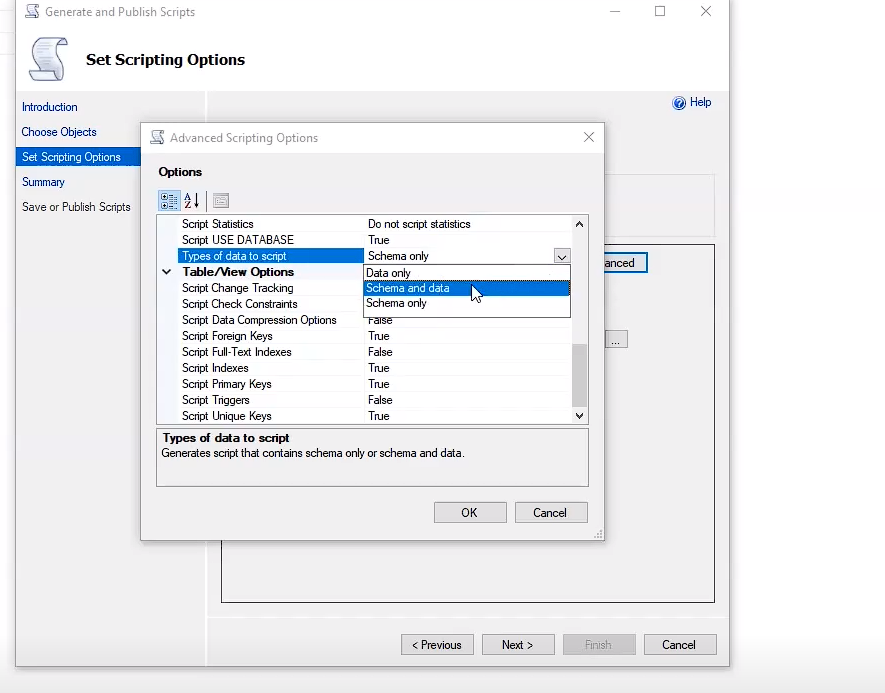 Generate and Publish Scripts
Set Scripting Options
Help
Introduction
Choose Objects
Set Scripting Options
Summary
Save or Publish Scripts
Advanced Scripting Options
Options
Script Statistics Do not script statistics
Script USE DATABASE True
Types of data to script Schema only
Data only
Schema and data
Schema only
Table/View Options
Script Change Tracking
Script Check Constraints
Script Data Compression Options False
Script Foreign Keys True
Script Full-Text Indexes False
Script Indexes True
Script Primary Keys True
Script Triggers False
Script Unique Keys True
Types of data to script
Generates script that contains schema only or schema and data.
OK Cancel
anced
...
< Previous Next > Finish Cancel